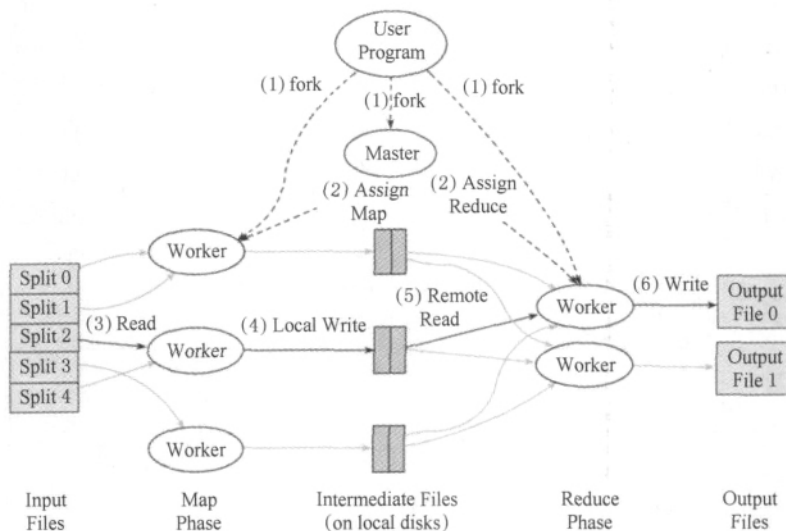 User
Program
(1) fork
(1) fork
(1) fork
Master
(2) Assign
Map
(2) Assign
Reduce
Worker
Split 0
Split 1
Split 2
Split 3
Split 4
(3) Read
Worker
(4) Local Write
(5) Remote
Read
Worker
(6) Write
Output
File 0
Worker
Output
File 1
Worker
Input
Files
Map
Phase
Intermediate Files
(on local disks)
Reduce
Phase
Output
Files